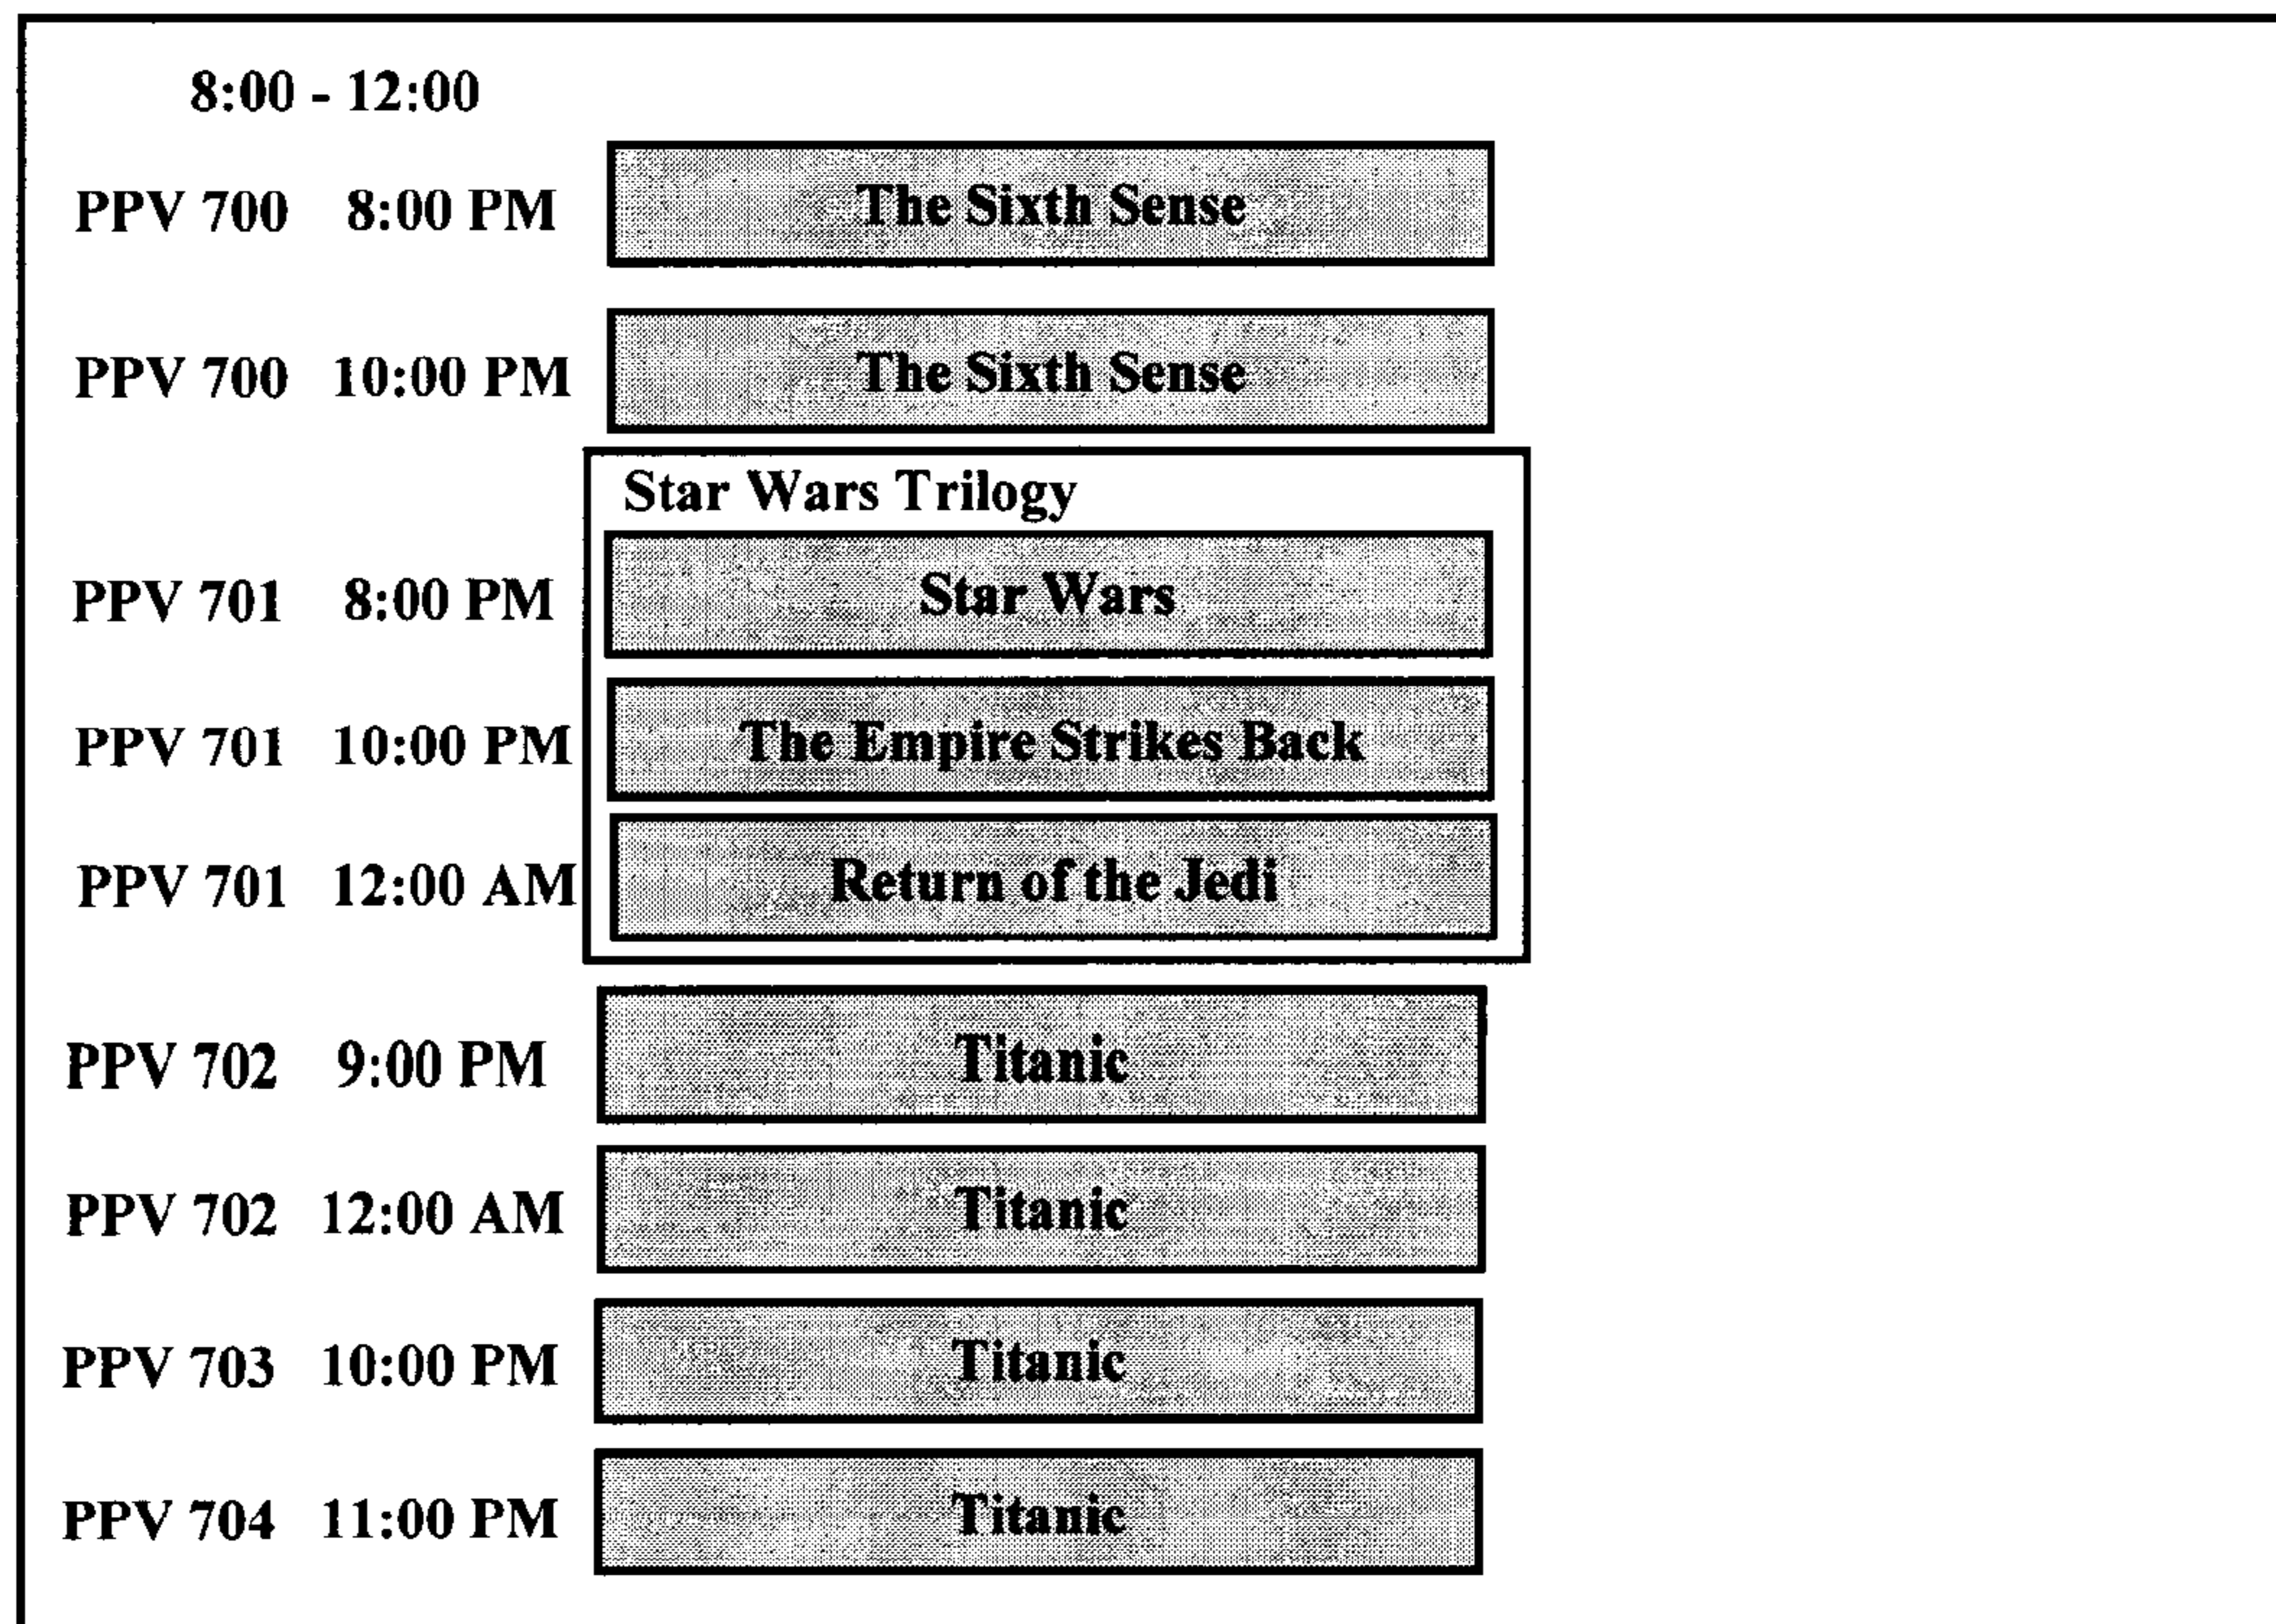 8:00 - 12:00
PPV 700 8:00 PM The Sixth Sense
PPV 700 10:00 PM The Sixth Sense
Star Wars Trilogy
PPV 701 8:00 PM Star Wars
PPV 701 10:00 PM The Empire Strikes Back
PPV 701 12:00 AM Return of the Jedi
PPV 702 9:00 PM Titanic
PPV 702 12:00 AM Titanic
PPV 703 10:00 PM Titanic
PPV 704 11:00 PM Titanic